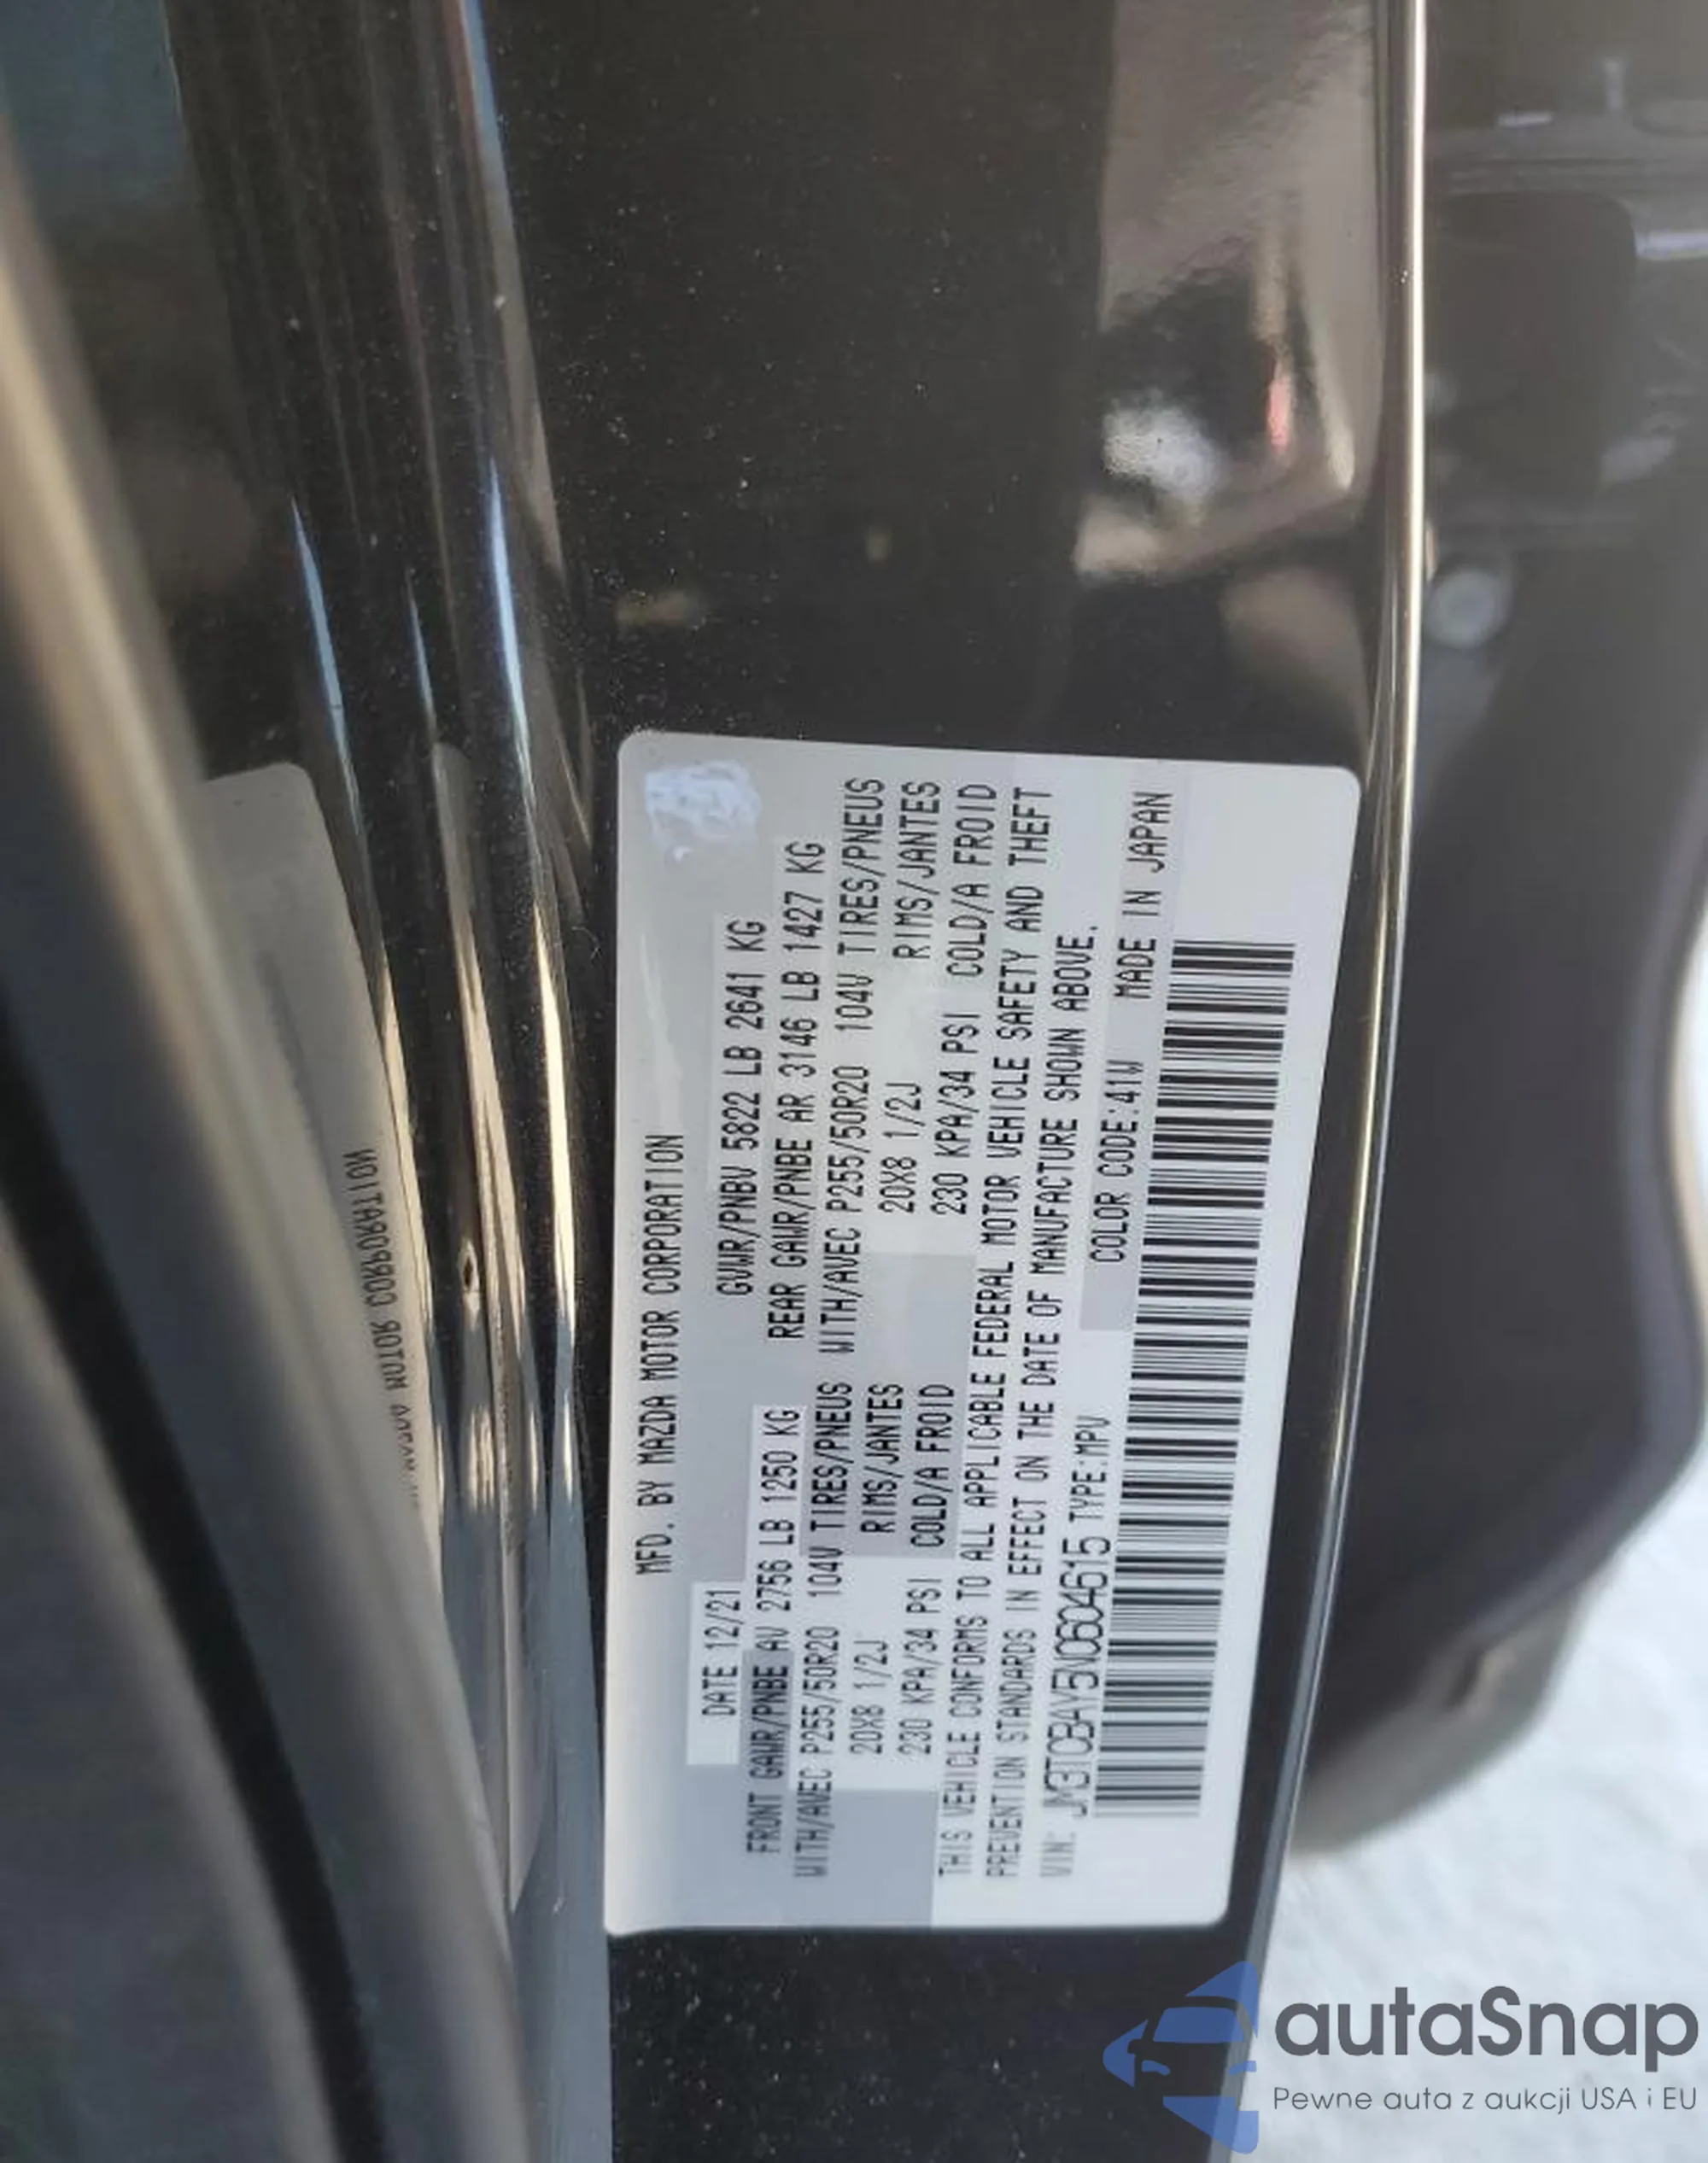 MFD. BY MAZDA MOTOR CORPORATION
DATE 12/21 GVWR/PNBV 5822 LB 2641 KG
FRONT GAWR/PNBE AV 2756 LB 1250 KG REAR GAWR/PNBE AR 3146 LB 1427 KG
WITH/AVEC P255/50R20 104V TIRES/PNEUS WITH/AVEC P255/50R20 104V TIRES/PNEUS
20X8 1/2J RIMS/JANTES 20X8 1/2J RIMS/JANTES
230 KPA/34 PSI COLD/A FROID 230 KPA/34 PSI COLD/A FROID
THIS VEHICLE CONFORMS TO ALL APPLICABLE FEDERAL MOTOR VEHICLE SAFETY AND THEFT
PREVENTION STANDARDS IN EFFECT ON THE DATE OF MANUFACTURE SHOWN ABOVE.
VIN: JM3TCBAY5N0604615 TYPE:MPV COLOR CODE:41W MADE IN JAPAN
MOTOR CORPORATION
autaSnap
Pewne auta z aukcji USA i EU